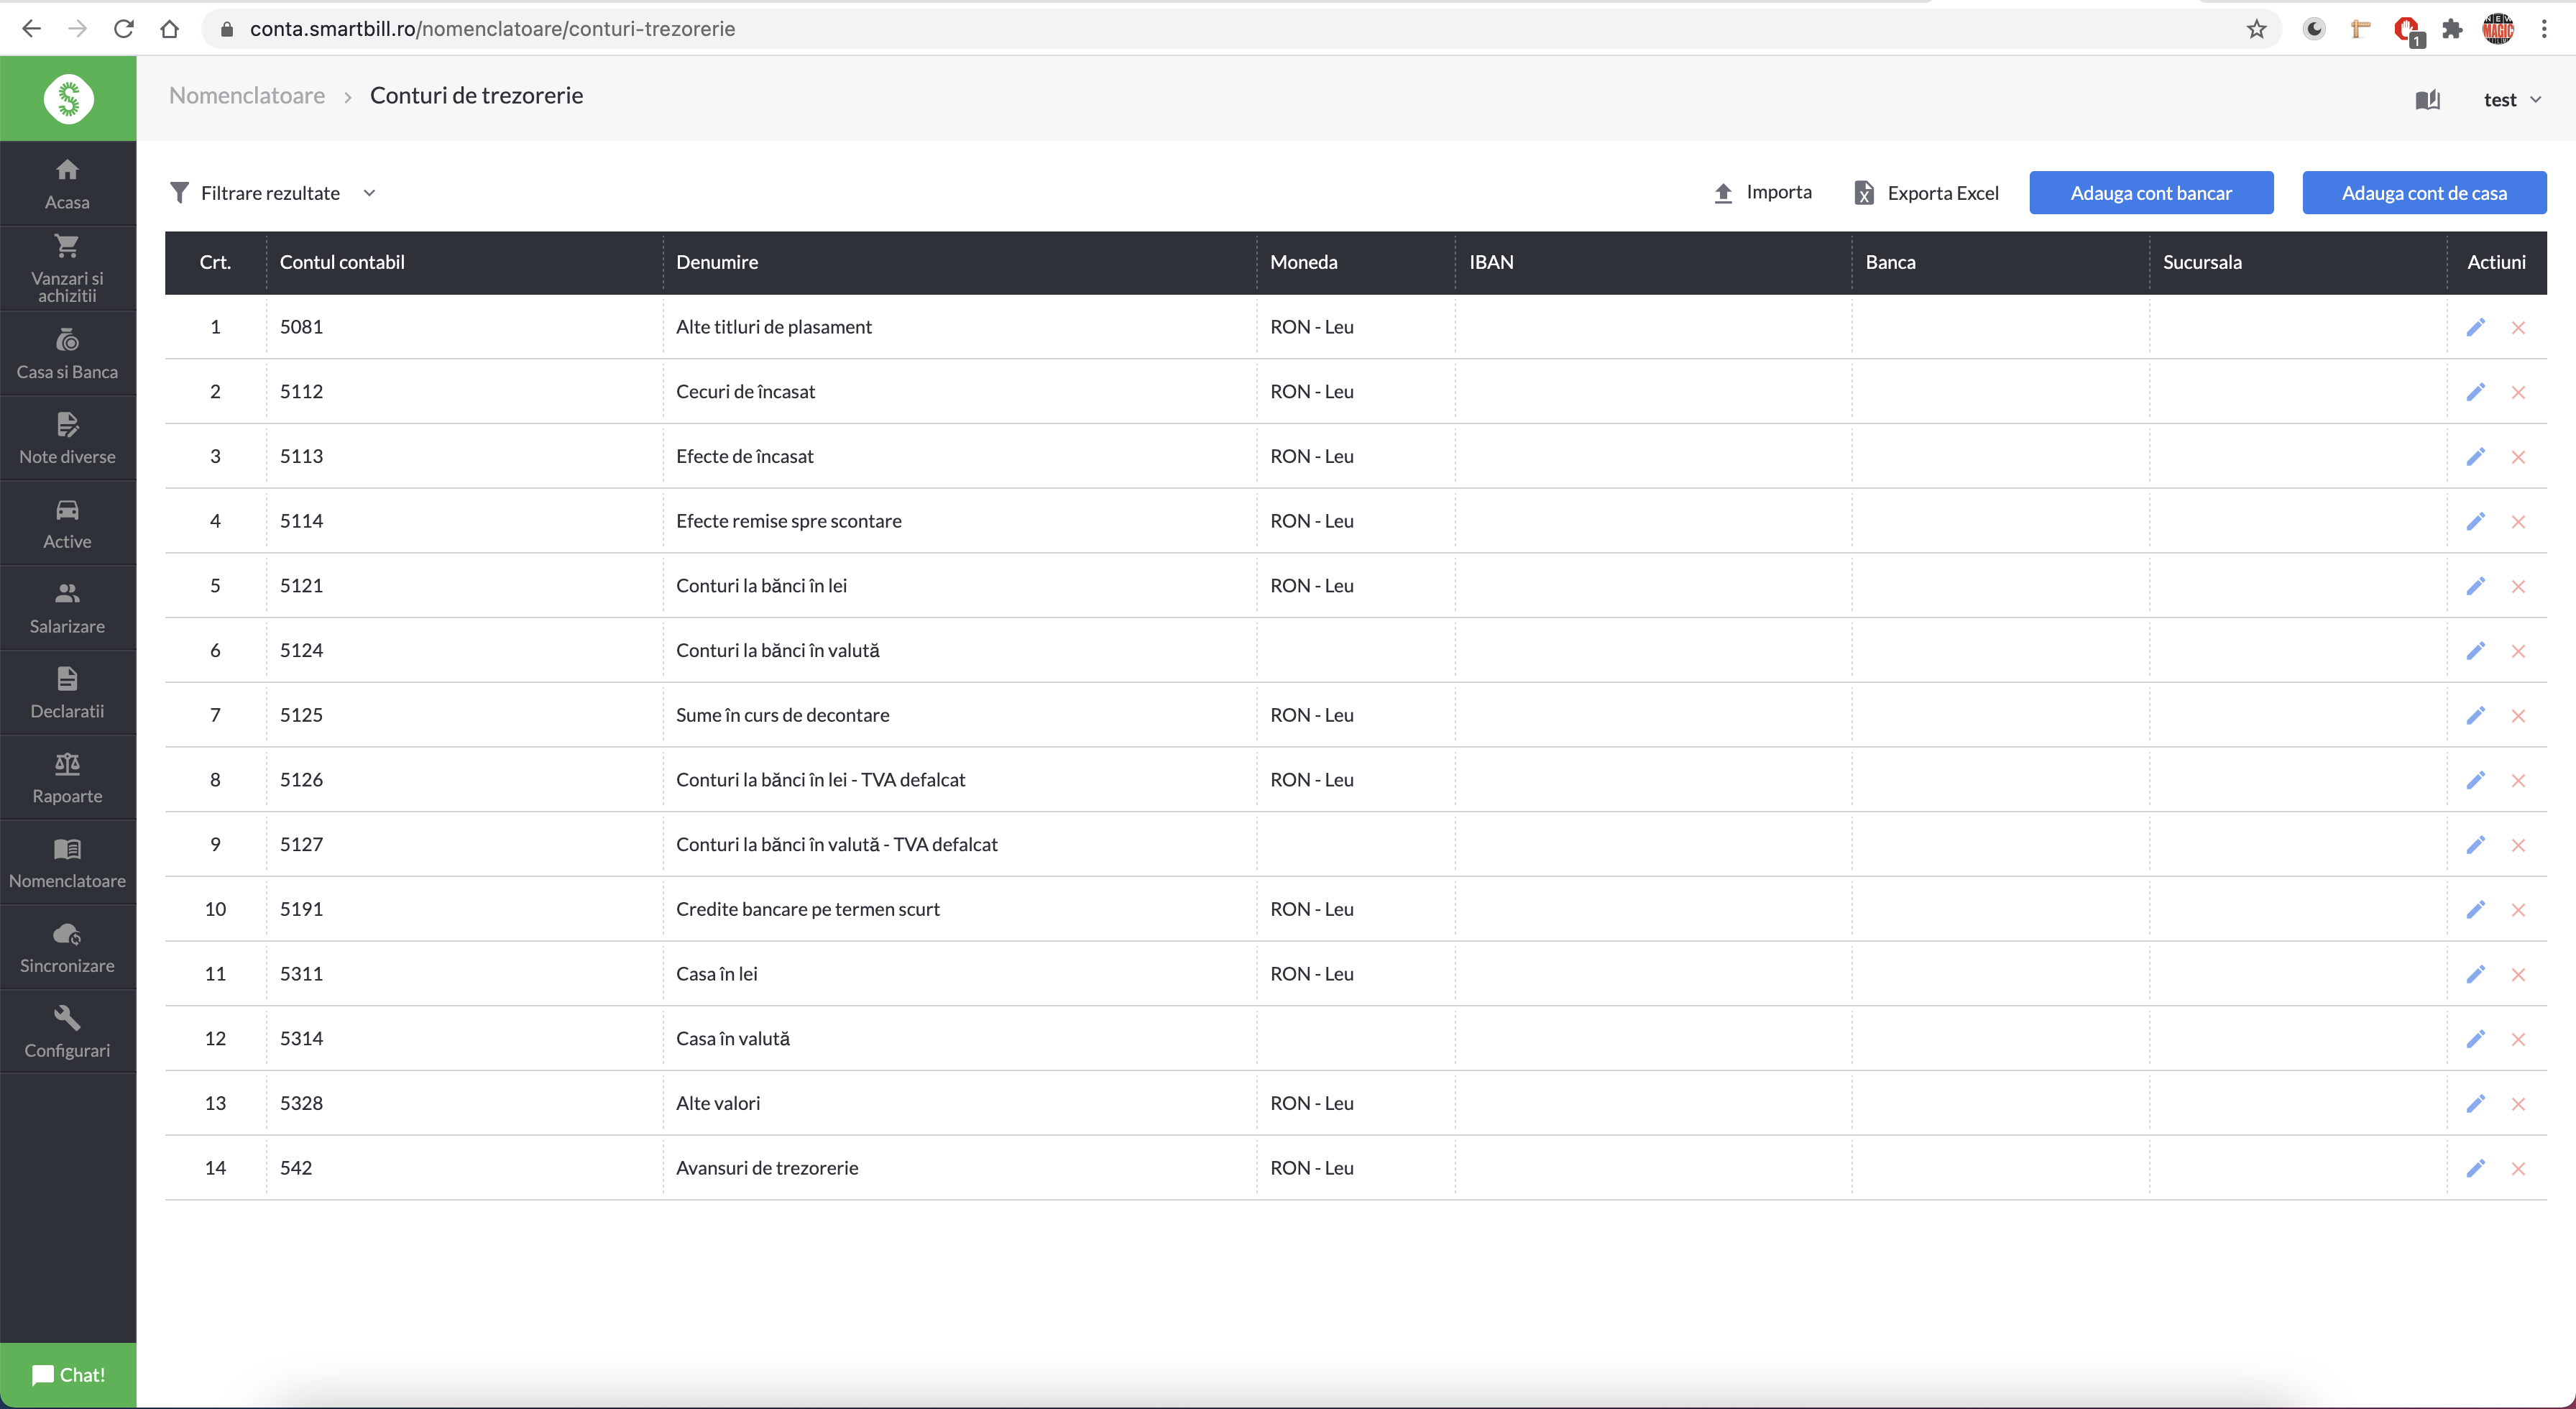 conta.smartbill.ro/nomenclatoare/conturi-trezorerie
1
NEW
MAGIC
Nomenclatoare > Conturi de trezorerie
test
Filtrare rezultate
Importa
Exporta Excel
Adauga cont bancar
Adauga cont de casa
Acasa
Vanzari si
achizitii
Casa si Banca
Note diverse
Active
Salarizare
Declaratii
Rapoarte
Nomenclatoare
Sincronizare
Configurari
Chat!
Crt. Contul contabil Denumire Moneda IBAN Banca Sucursala Actiuni
1 5081 Alte titluri de plasament RON - Leu
2 5112 Cecuri de încasat RON - Leu
3 5113 Efecte de încasat RON - Leu
4 5114 Efecte remise spre scontare RON - Leu
5 5121 Conturi la bănci în lei RON - Leu
6 5124 Conturi la bănci în valută
7 5125 Sume în curs de decontare RON - Leu
8 5126 Conturi la bănci în lei - TVA defalcat RON - Leu
9 5127 Conturi la bănci în valută - TVA defalcat
10 5191 Credite bancare pe termen scurt RON - Leu
11 5311 Casa în lei RON - Leu
12 5314 Casa în valută
13 5328 Alte valori RON - Leu
14 542 Avansuri de trezorerie RON - Leu